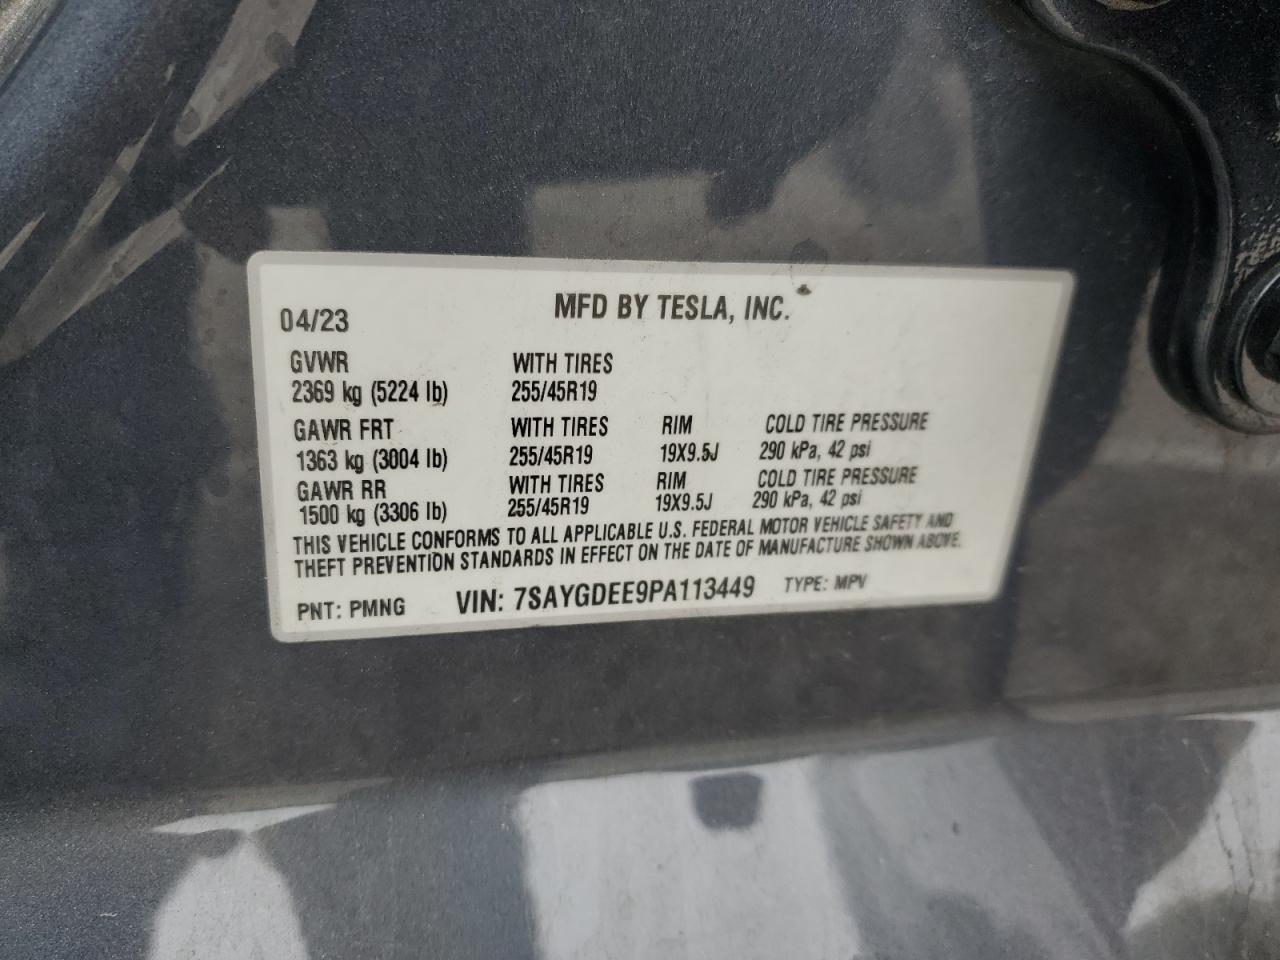 04/23 MFD BY TESLA, INC.
GVWR WITH TIRES
2369 kg (5224 lb) 255/45R19
GAWR FRT WITH TIRES RIM COLD TIRE PRESSURE
1363 kg (3004 lb) 255/45R19 19X9.5J 290 kPa, 42 psi
GAWR RR WITH TIRES RIM COLD TIRE PRESSURE
1500 kg (3306 lb) 255/45R19 19X9.5J 290 kPa, 42 psi
THIS VEHICLE CONFORMS TO ALL APPLICABLE U.S. FEDERAL MOTOR VEHICLE SAFETY AND
THEFT PREVENTION STANDARDS IN EFFECT ON THE DATE OF MANUFACTURE SHOWN ABOVE.
PNT: PMNG VIN: 7SAYGDEE9PA113449 TYPE: MPV